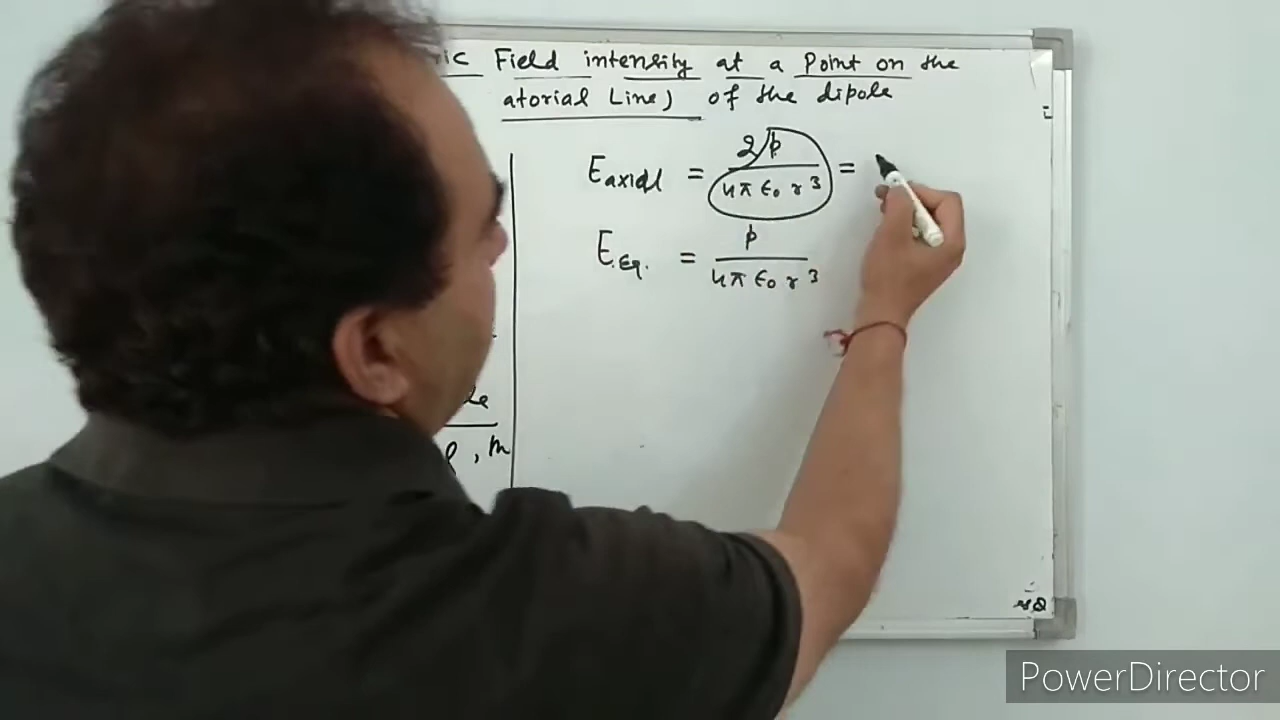 ric Field intensity at a Point on the
atorial Line) of the dipole
E axial = 2p / 4π ε₀ r³ =
E Eq. = p / 4π ε₀ r³
, m
PowerDirector